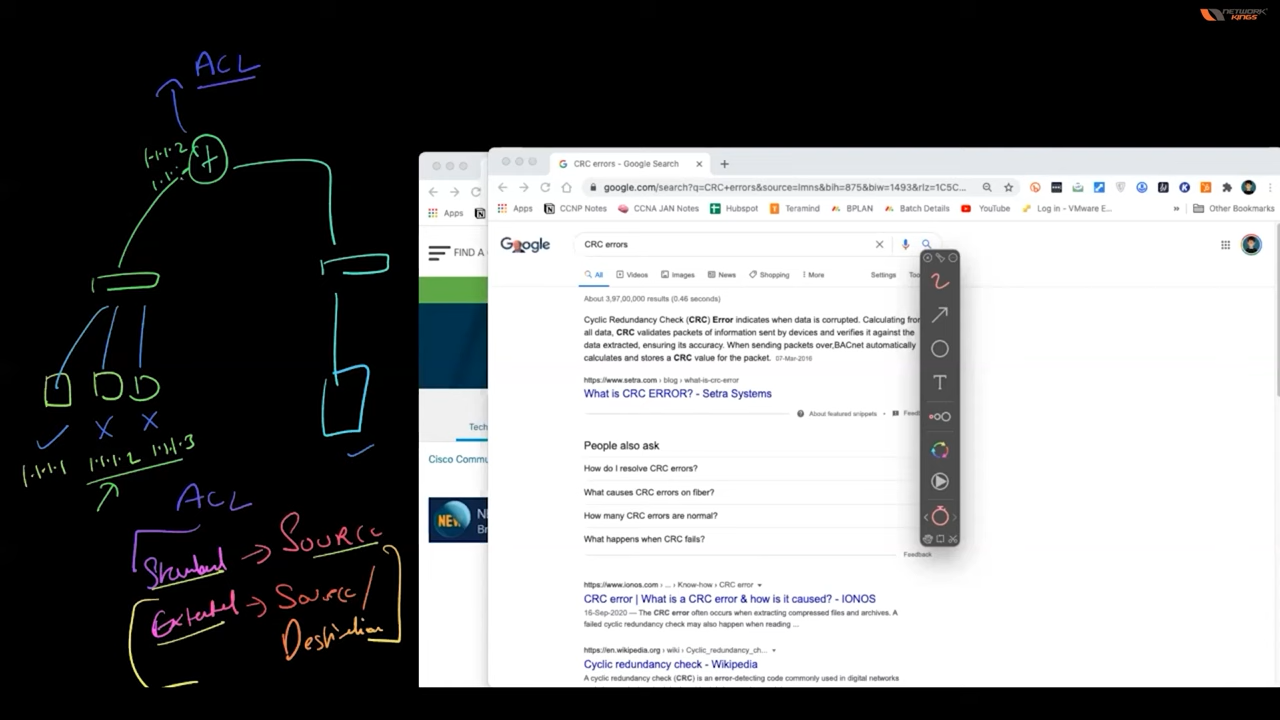 NETWORK
KINGS
ACL
1.1.1.2
1.1.1.1 1.1.1.2 1.1.1.3
ACL
Standard → Source
Extended → Source /
Destination
FIND A
Tech
Cisco Commu
NEW
Br
CRC errors - Google Search
google.com/search?q=CRC+errors&source=lmns&bih=875&biw=1493&rlz=1C5C...
Apps
Apps CCNP Notes CCNA JAN Notes Hubspot Teramind BPLAN Batch Details YouTube Log in - VMware E... » Other Bookmarks
Google CRC errors
All Videos Images News Shopping More Settings Too
About 3,97,00,000 results (0.46 seconds)
Cyclic Redundancy Check (CRC) Error indicates when data is corrupted. Calculating from
all data, CRC validates packets of information sent by devices and verifies it against the
data extracted, ensuring its accuracy. When sending packets over,BACnet automatically
calculates and stores a CRC value for the packet. 07-Mar-2016
https://www.setra.com › blog › what-is-crc-error
What is CRC ERROR? - Setra Systems
About featured snippets • Feed
People also ask
How do I resolve CRC errors?
What causes CRC errors on fiber?
How many CRC errors are normal?
What happens when CRC fails?
Feedback
https://www.ionos.com › ... › Know-how › CRC error
CRC error | What is a CRC error & how is it caused? - IONOS
16-Sep-2020 — The CRC error often occurs when extracting compressed files and archives. A
failed cyclic redundancy check may also happen when reading ...
https://en.wikipedia.org › wiki › Cyclic_redundancy_ch...
Cyclic redundancy check - Wikipedia
A cyclic redundancy check (CRC) is an error-detecting code commonly used in digital networks
T